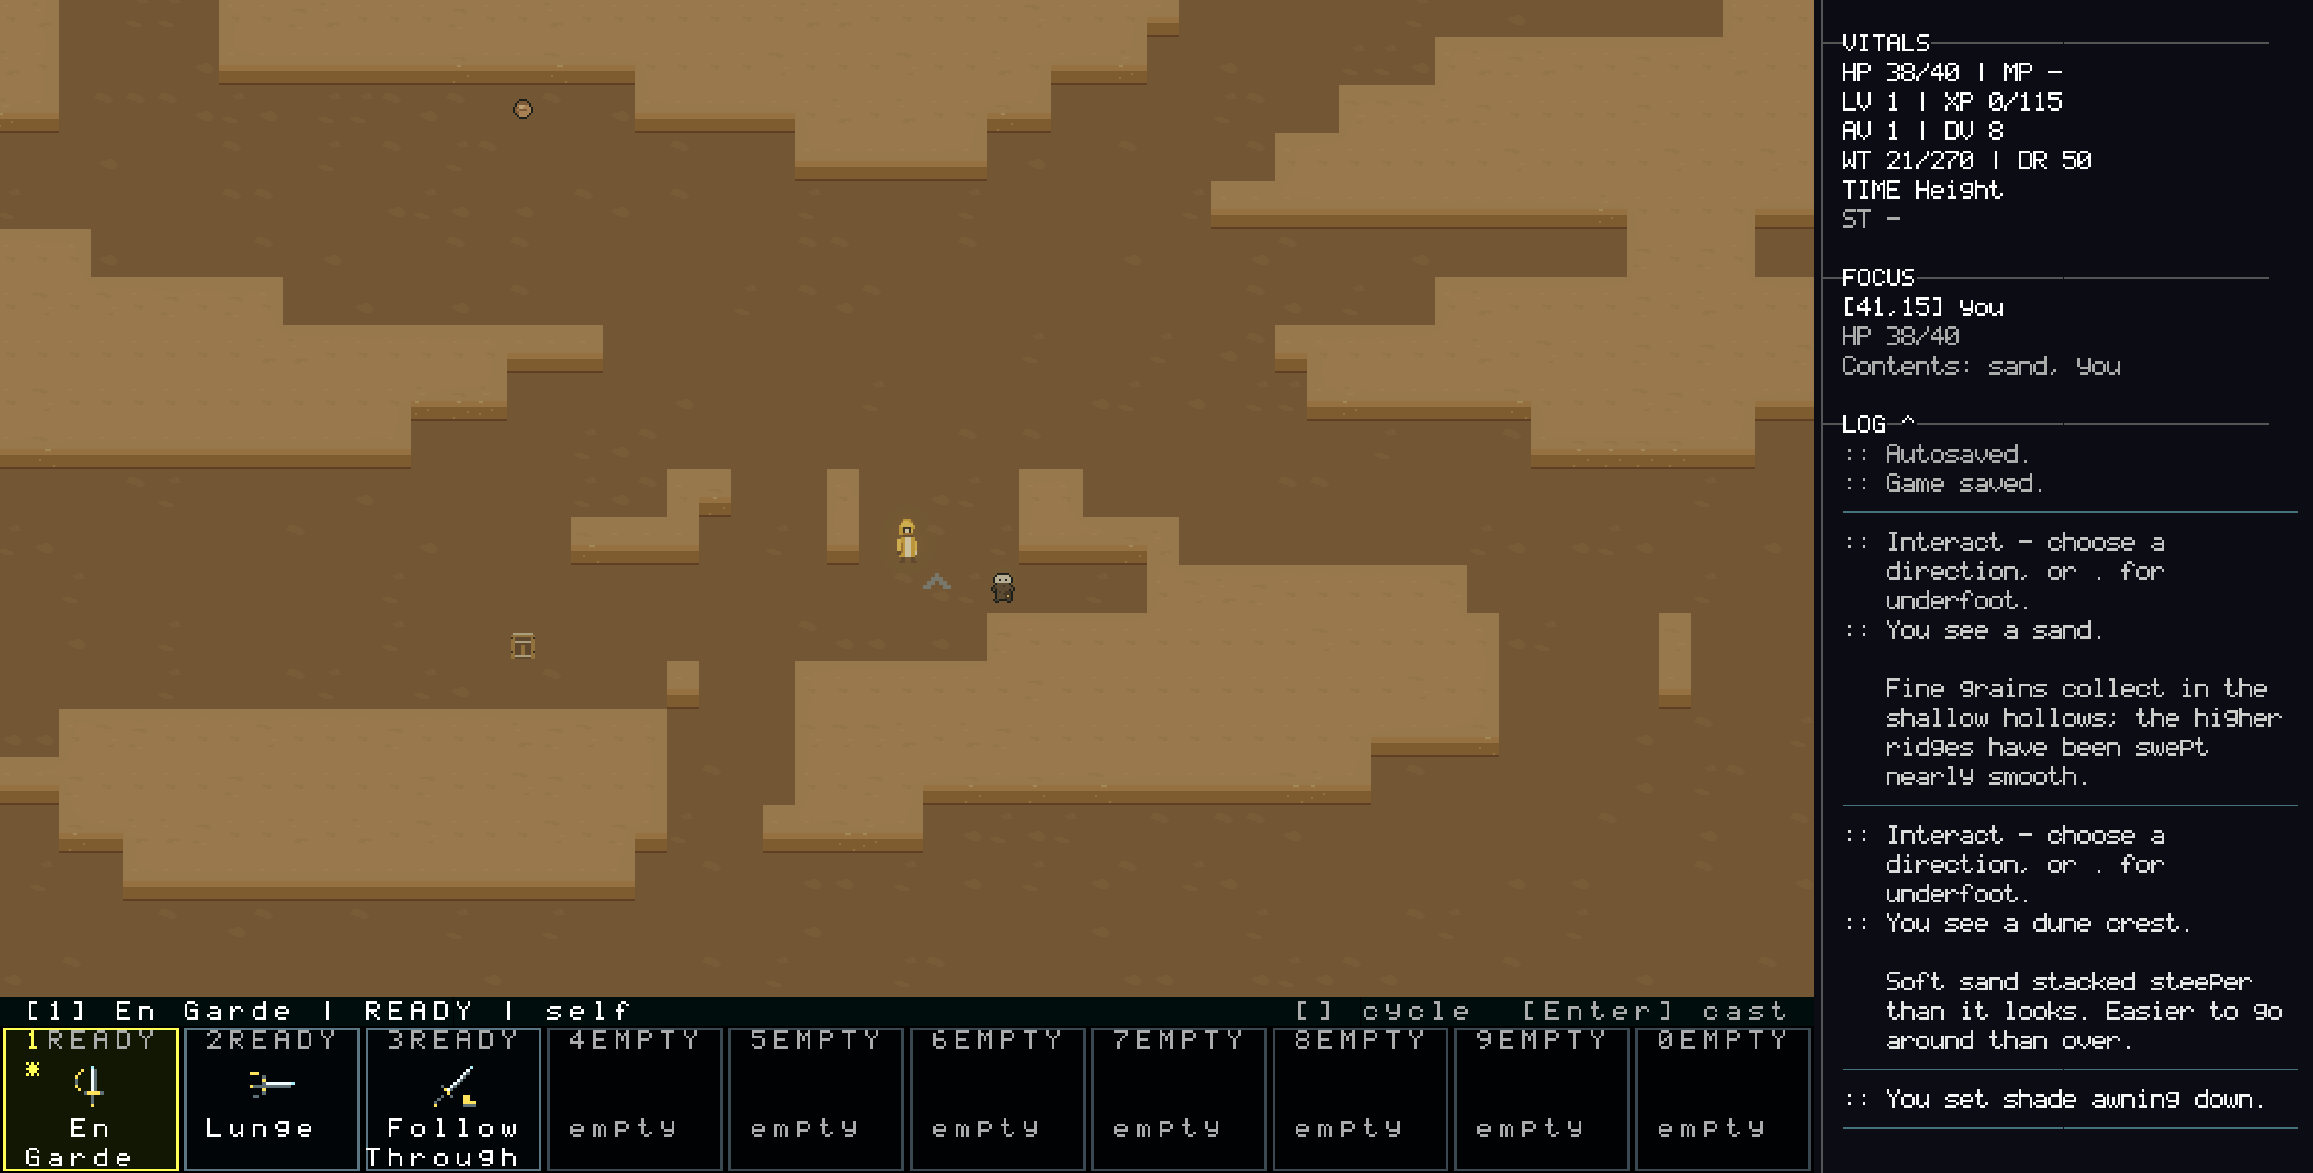 VITALS
HP 38/40 | MP -
LV 1 | XP 0/115
AV 1 | DV 8
WT 21/270 | DR 50
TIME Height
ST -
FOCUS
[41,15] You
HP 38/40
Contents: sand, You
LOG ^
:: Autosaved.
:: Game saved.
:: Interact - choose a
direction, or . for
underfoot.
:: You see a sand.
Fine grains collect in the
shallow hollows; the higher
ridges have been swept
nearly smooth.
:: Interact - choose a
direction, or . for
underfoot.
:: You see a dune crest.
Soft sand stacked steeper
than it looks. Easier to go
around than over.
:: You set shade awning down.
[1] En Garde | READY | self
[] cycle [Enter] cast
1READY 2READY 3READY 4EMPTY 5EMPTY 6EMPTY 7EMPTY 8EMPTY 9EMPTY 0EMPTY
En Lunge Follow empty empty empty empty empty empty empty
Garde Through